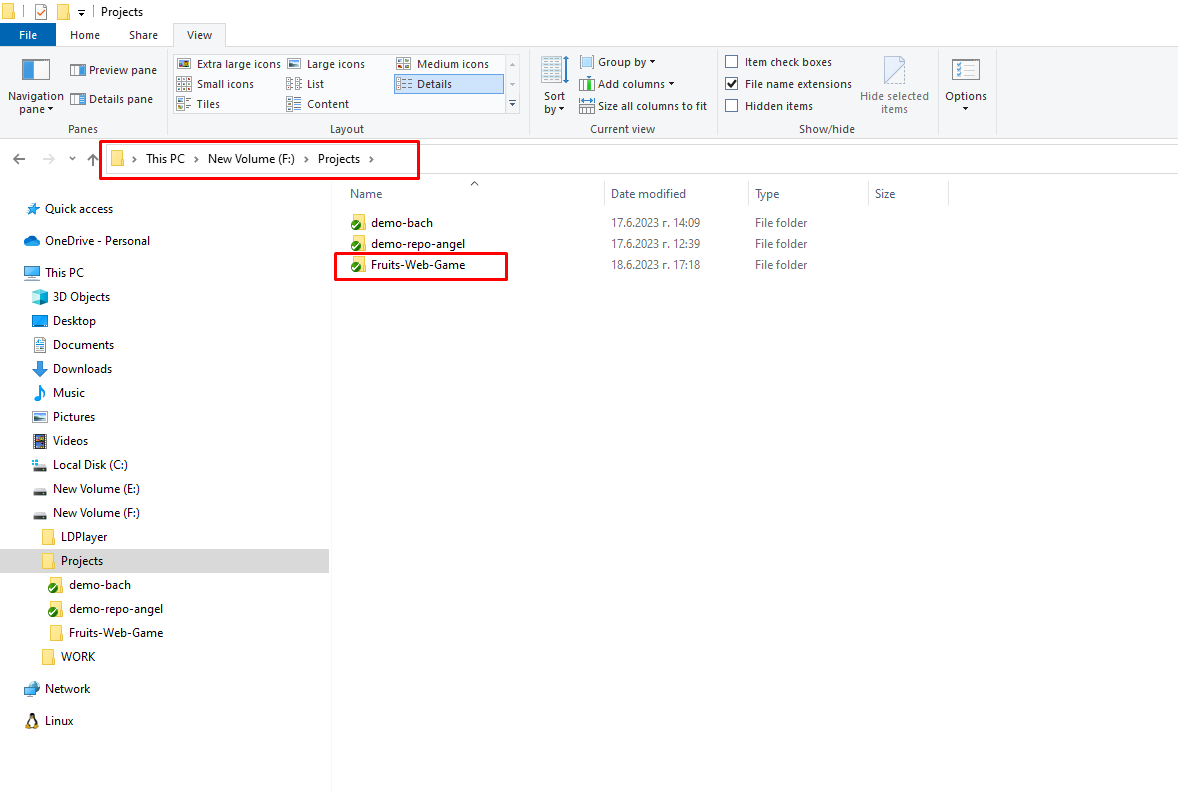 Projects
File Home Share View
Navigation pane
Preview pane
Details pane
Panes
Extra large icons Large icons Medium icons
Small icons List Details
Tiles Content
Layout
Sort by
Group by
Add columns
Size all columns to fit
Current view
Item check boxes
File name extensions
Hidden items
Hide selected items
Show/hide
Options
This PC New Volume (F:) Projects
Quick access
OneDrive - Personal
This PC
3D Objects
Desktop
Documents
Downloads
Music
Pictures
Videos
Local Disk (C:)
New Volume (E:)
New Volume (F:)
LDPlayer
Projects
demo-bach
demo-repo-angel
Fruits-Web-Game
WORK
Network
Linux
Name Date modified Type Size
demo-bach 17.6.2023 г. 14:09 File folder
demo-repo-angel 17.6.2023 г. 12:39 File folder
Fruits-Web-Game 18.6.2023 г. 17:18 File folder